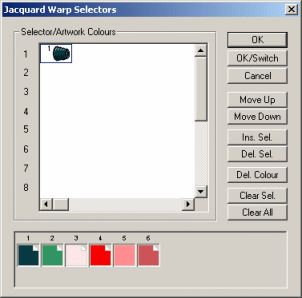 Jacquard Warp Selectors
Selector/Artwork Colours
1
1
2
3
4
5
6
7
8
OK
OK/Switch
Cancel
Move Up
Move Down
Ins. Sel.
Del. Sel.
Del. Colour
Clear Sel.
Clear All
1 2 3 4 5 6